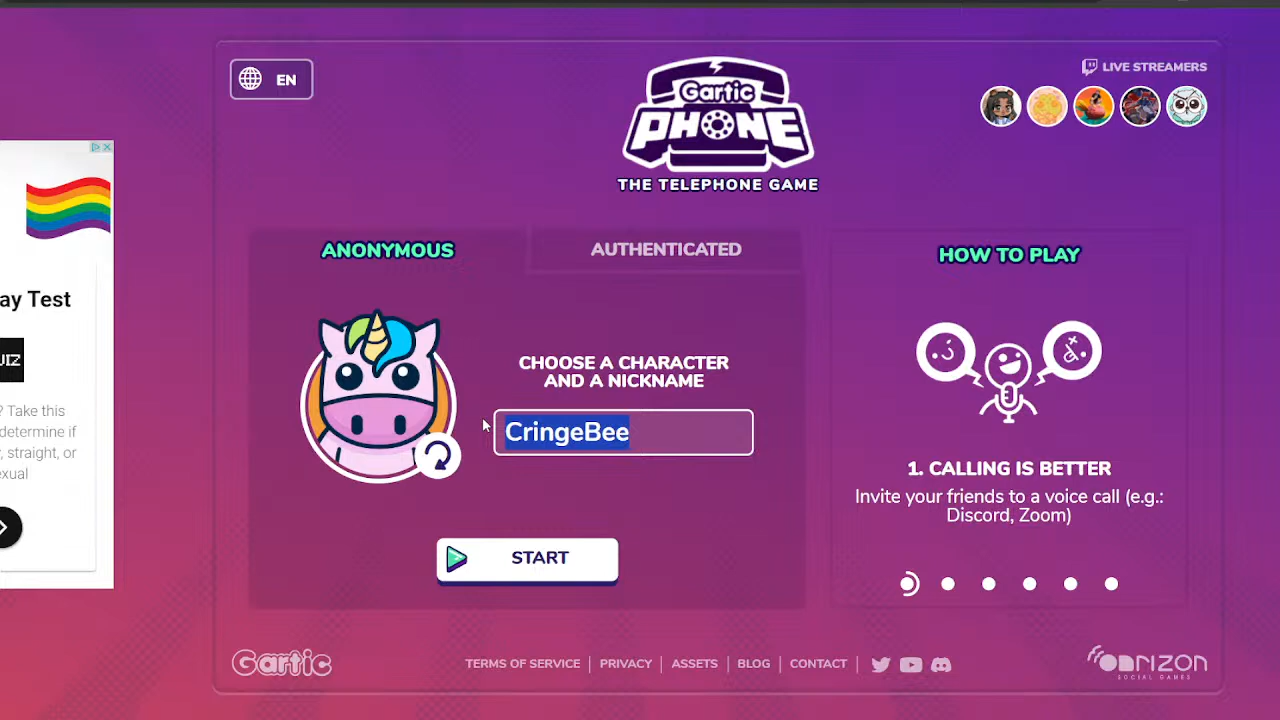 EN
Gartic
PHONE
THE TELEPHONE GAME
LIVE STREAMERS
ay Test
UIZ
? Take this
determine if
, straight, or
exual
ANONYMOUS
AUTHENTICATED
CHOOSE A CHARACTER
AND A NICKNAME
CringeBee
START
HOW TO PLAY
1. CALLING IS BETTER
Invite your friends to a voice call (e.g.:
Discord, Zoom)
Gartic
TERMS OF SERVICE
PRIVACY
ASSETS
BLOG
CONTACT
ONRIZON
SOCIAL GAMES